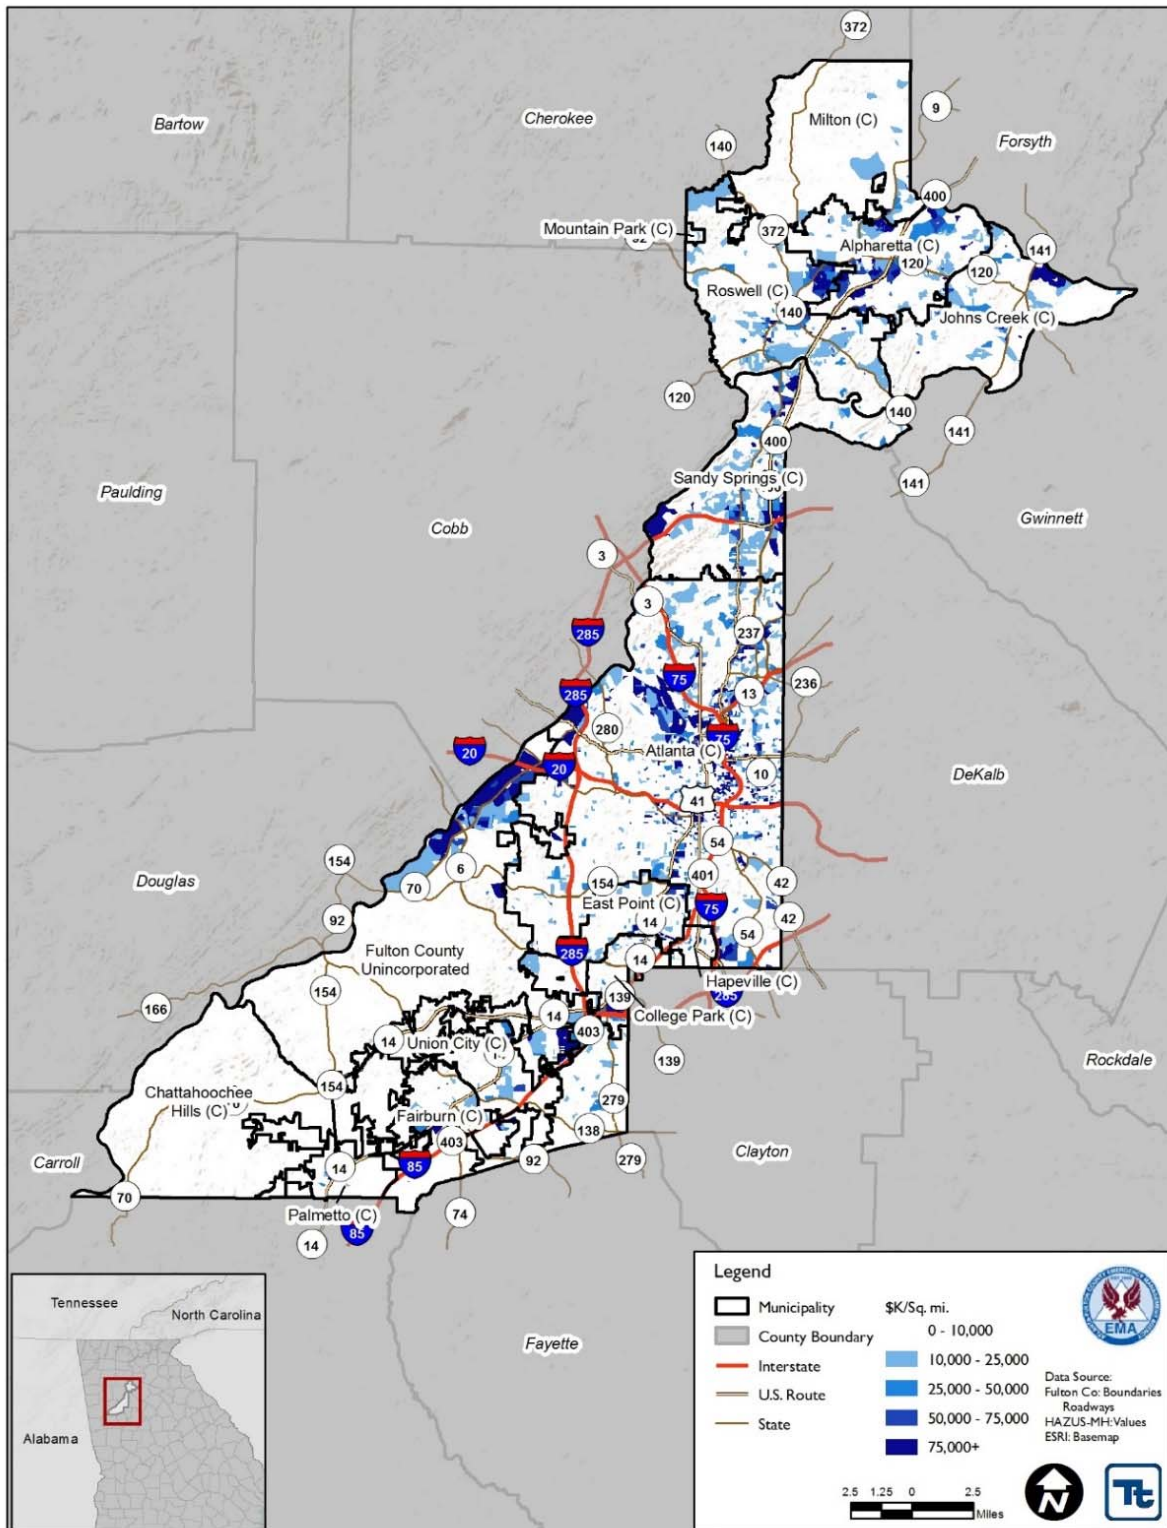 372
Bartow
Cherokee
Milton (C)
9
Forsyth
140
400
Mountain Park (C)
372
Alpharetta (C)
141
120
120
Roswell (C)
140
Johns Creek (C)
120
140
141
400
141
Sandy Springs (C)
Paulding
Cobb
Gwinnett
3
3
285
237
75
236
285
13
280
75
20
Atlanta (C)
20
10
DeKalb
41
54
154
6
401
42
Douglas
70
154
East Point (C)
75
14
42
92
54
Fulton County
Unincorporated
285
14
Hapeville (C)
285
154
139
166
14
College Park (C)
14
403
Union City (C)
139
Rockdale
Chattahoochee
Hills (C)
154
279
Fairburn (C)
138
403
Clayton
Carroll
14
85
92
279
70
Palmetto (C)
74
85
14
Fayette
Tennessee
North Carolina
Alabama
Legend
Municipality
County Boundary
Interstate
U.S. Route
State
$K/Sq. mi.
0 - 10,000
10,000 - 25,000
25,000 - 50,000
50,000 - 75,000
75,000+
EMA
Data Source:
Fulton Co: Boundaries
Roadways
HAZUS-MH: Values
ESRI: Basemap
2.5 1.25 0 2.5
Miles
N
Tt